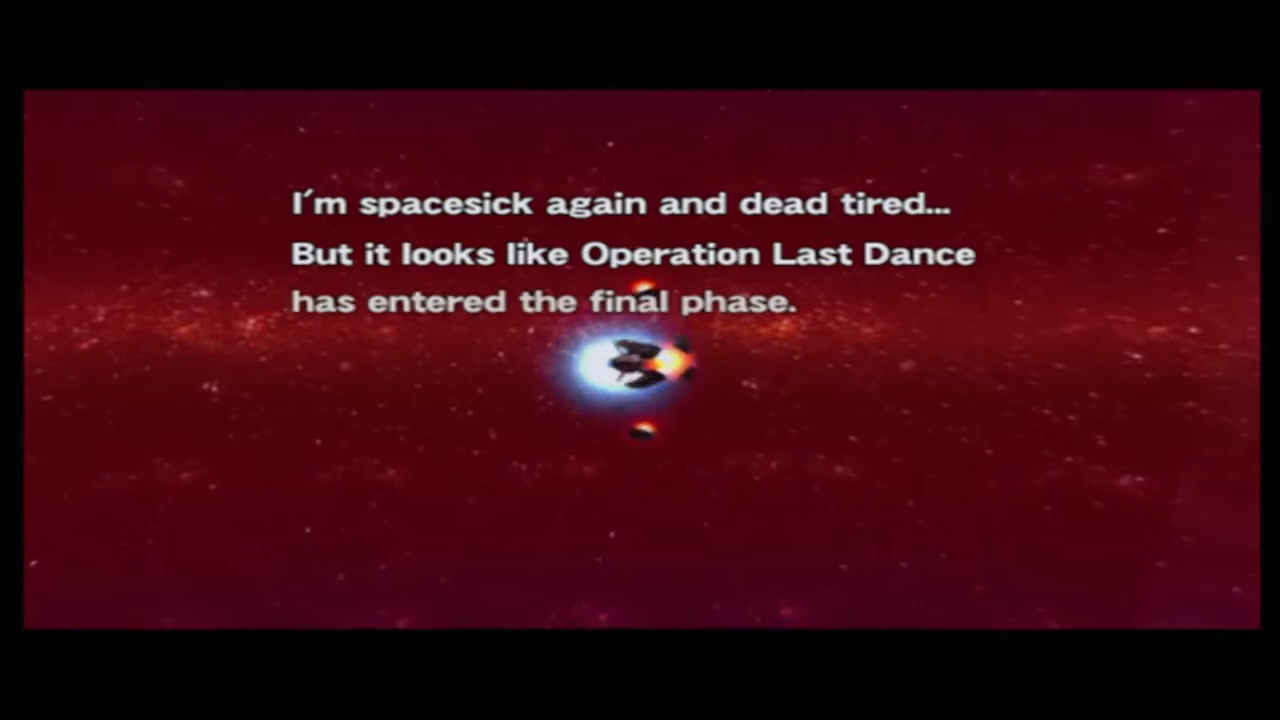 I´m spacesick again and dead tired...
But it looks like Operation Last Dance
has entered the final phase.